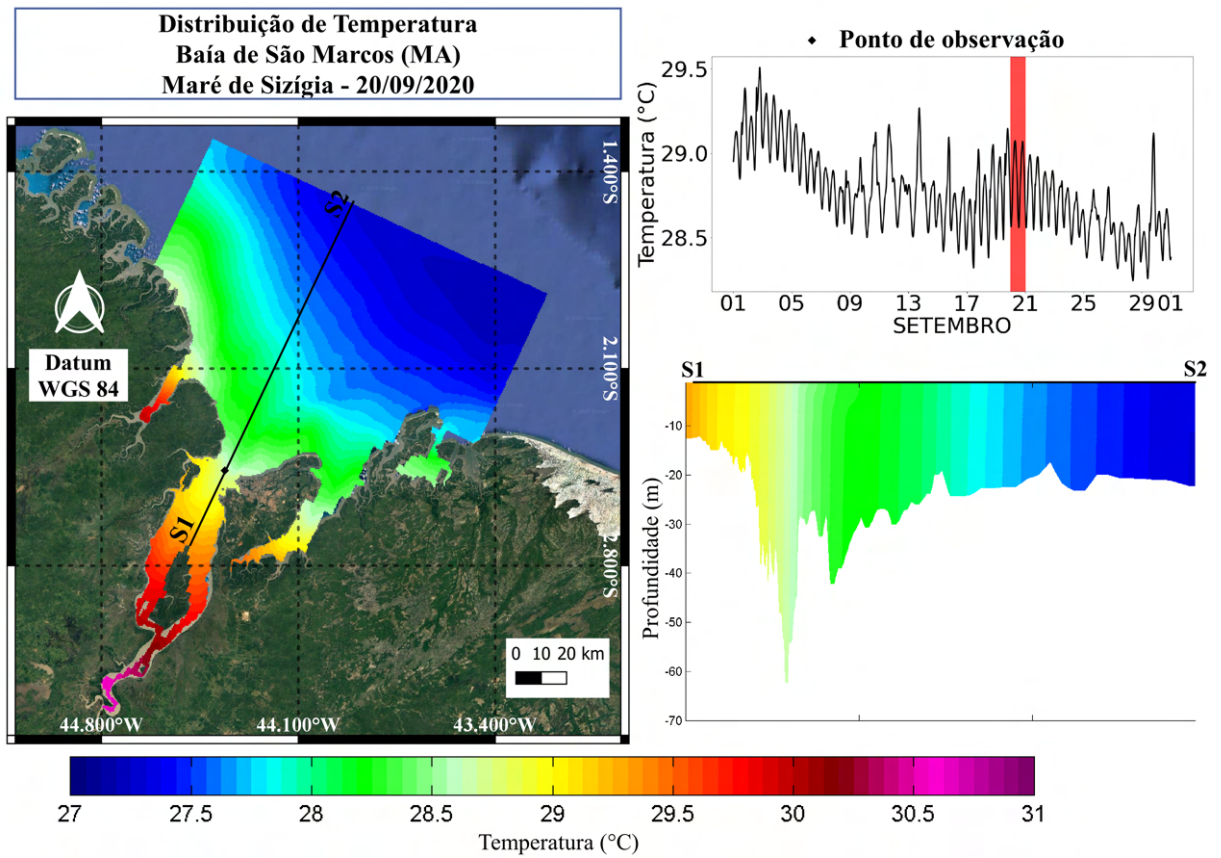 Distribuição de Temperatura
Baía de São Marcos (MA)
Maré de Sizígia - 20/09/2020
Ponto de observação
29.5
29.0
28.5
Temperatura (°C)
01 05 09 13 17 21 25 29 01
SETEMBRO
1.400°S
2.100°S
2.800°S
S2
S1
Datum
WGS 84
0 10 20 km
44.800°W 44.100°W 43.400°W
S1 S2
-10
-20
-30
-40
-50
-60
-70
Profundidade (m)
27 27.5 28 28.5 29 29.5 30 30.5 31
Temperatura (°C)